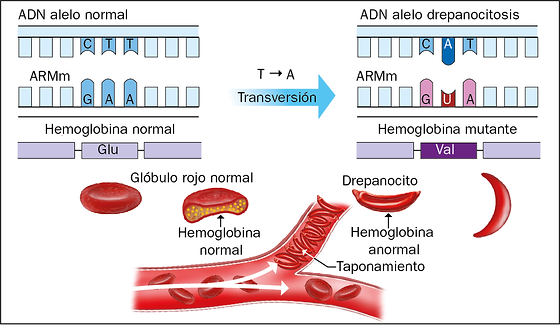 ADN alelo normal
C T T
ARMm
G A A
Hemoglobina normal
Glu
T → A
Transversión
ADN alelo drepanocitosis
C A T
ARMm
G U A
Hemoglobina mutante
Val
Glóbulo rojo normal
Hemoglobina
normal
Drepanocito
Hemoglobina
anormal
Taponamiento